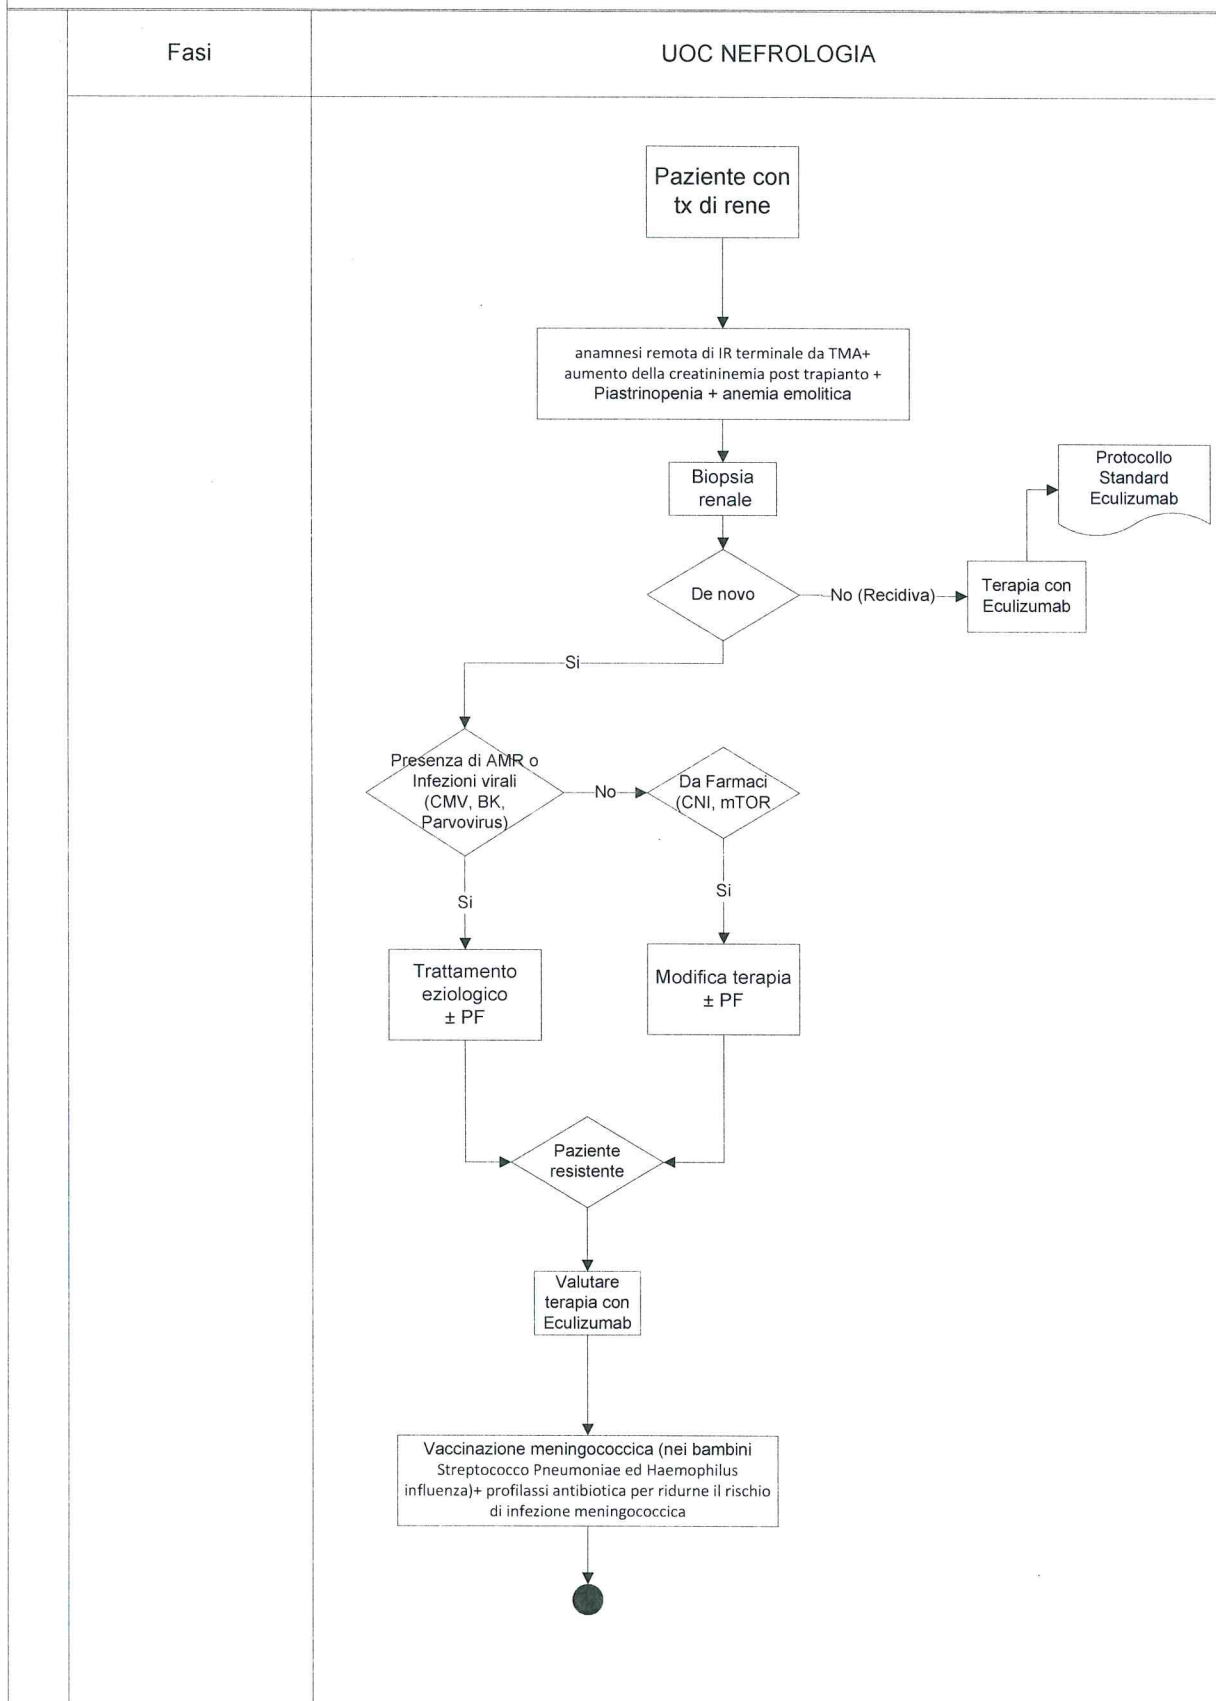 Fasi
UOC NEFROLOGIA
Paziente con
tx di rene
anamnesi remota di IR terminale da TMA+
aumento della creatininemia post trapianto +
Piastrinopenia + anemia emolitica
Biopsia
renale
Protocollo
Standard
Eculizumab
De novo
No (Recidiva)
Terapia con
Eculizumab
Si
Presenza di AMR o
Infezioni virali
(CMV, BK,
Parvovirus)
No
Da Farmaci
(CNI, mTOR
Si
Si
Trattamento
eziologico
± PF
Modifica terapia
± PF
Paziente
resistente
Valutare
terapia con
Eculizumab
Vaccinazione meningococcica (nei bambini
Streptococco Pneumoniae ed Haemophilus
influenza)+ profilassi antibiotica per ridurne il rischio
di infezione meningococcica